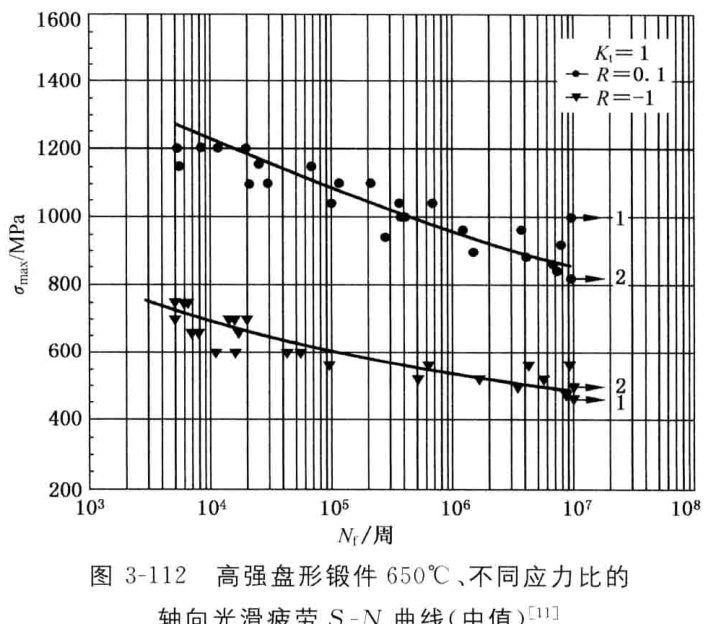 1600
1400
1200
1000
800
600
400
200
σmax/MPa
Kt=1
R=0.1
R=-1
1
2
2
1
10³ 10⁴ 10⁵ 10⁶ 10⁷ 10⁸
Nf/周
图 3-112 高强盘形锻件 650℃、不同应力比的
轴向光滑疲劳 S-N 曲线(中值)[11]